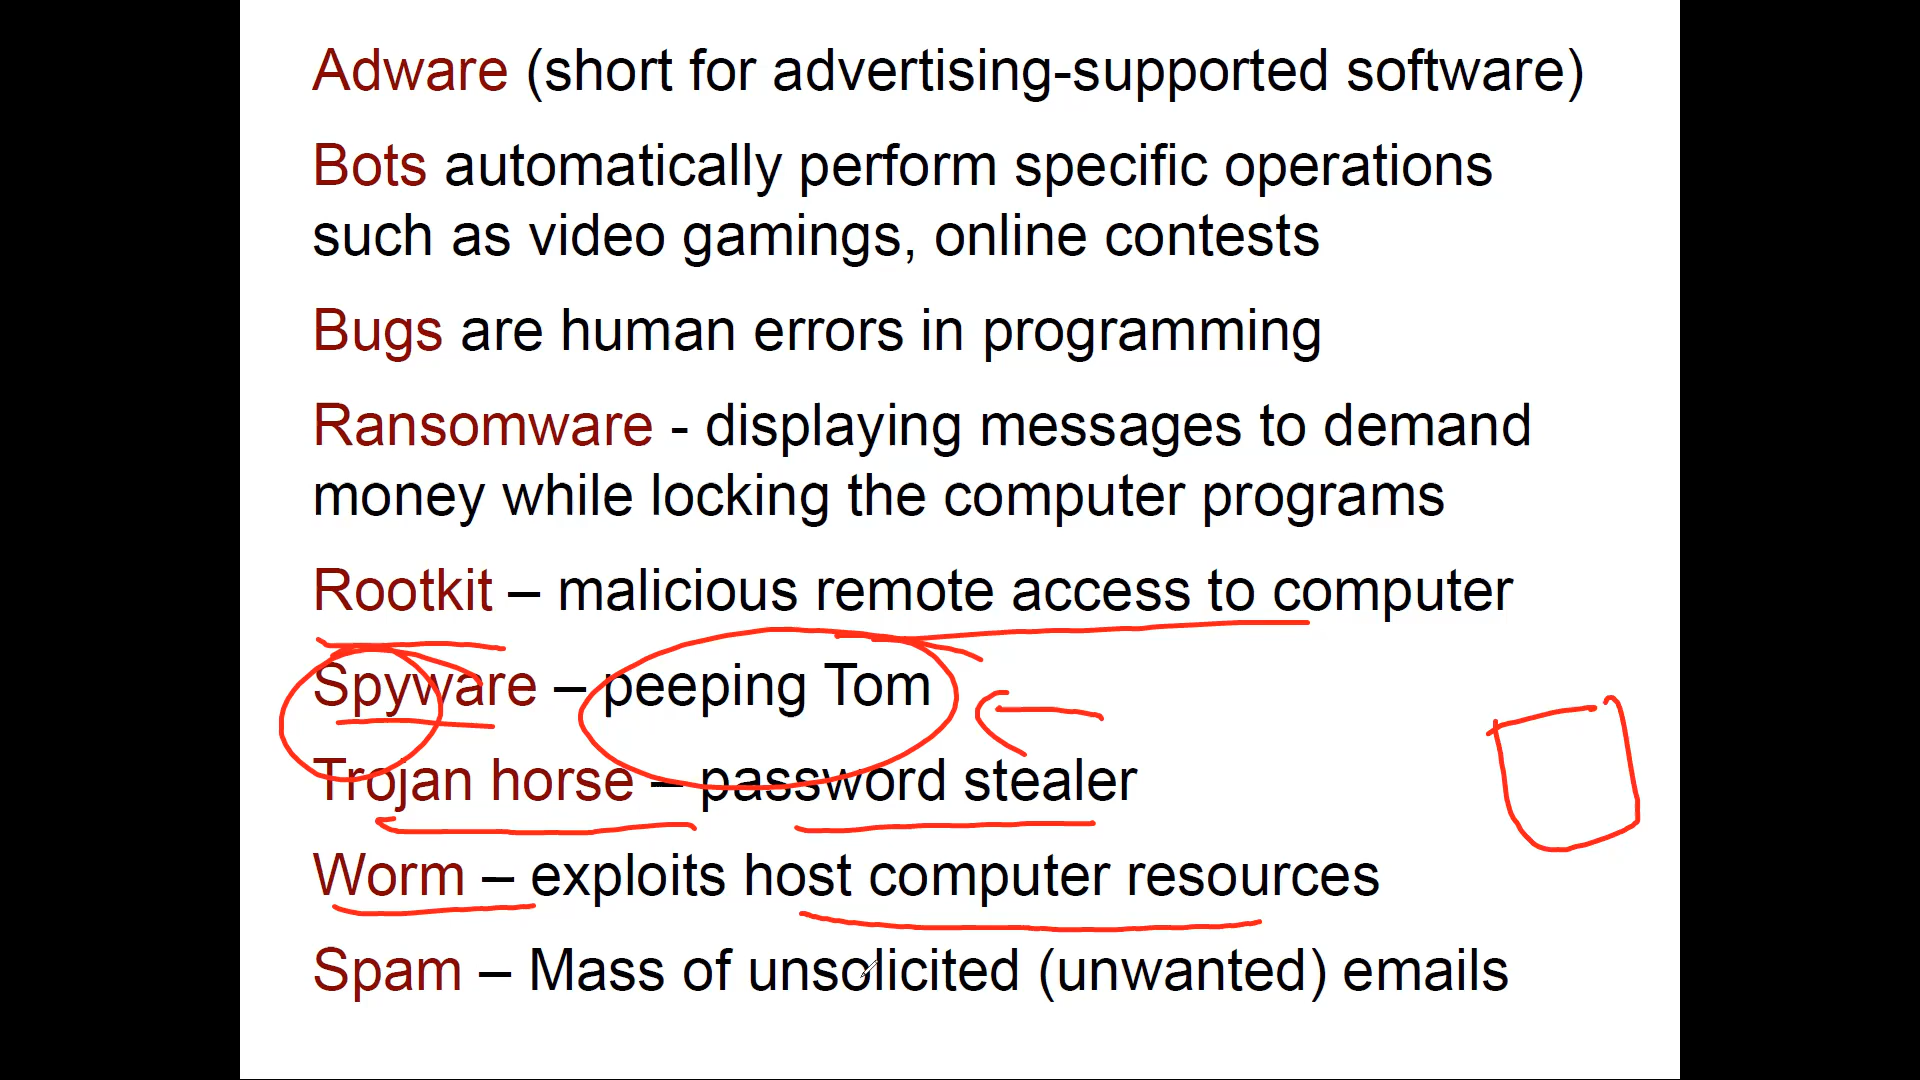 Adware (short for advertising-supported software)
Bots automatically perform specific operations
such as video gamings, online contests
Bugs are human errors in programming
Ransomware - displaying messages to demand
money while locking the computer programs
Rootkit – malicious remote access to computer
Spyware – peeping Tom
Trojan horse – password stealer
Worm – exploits host computer resources
Spam – Mass of unsolicited (unwanted) emails